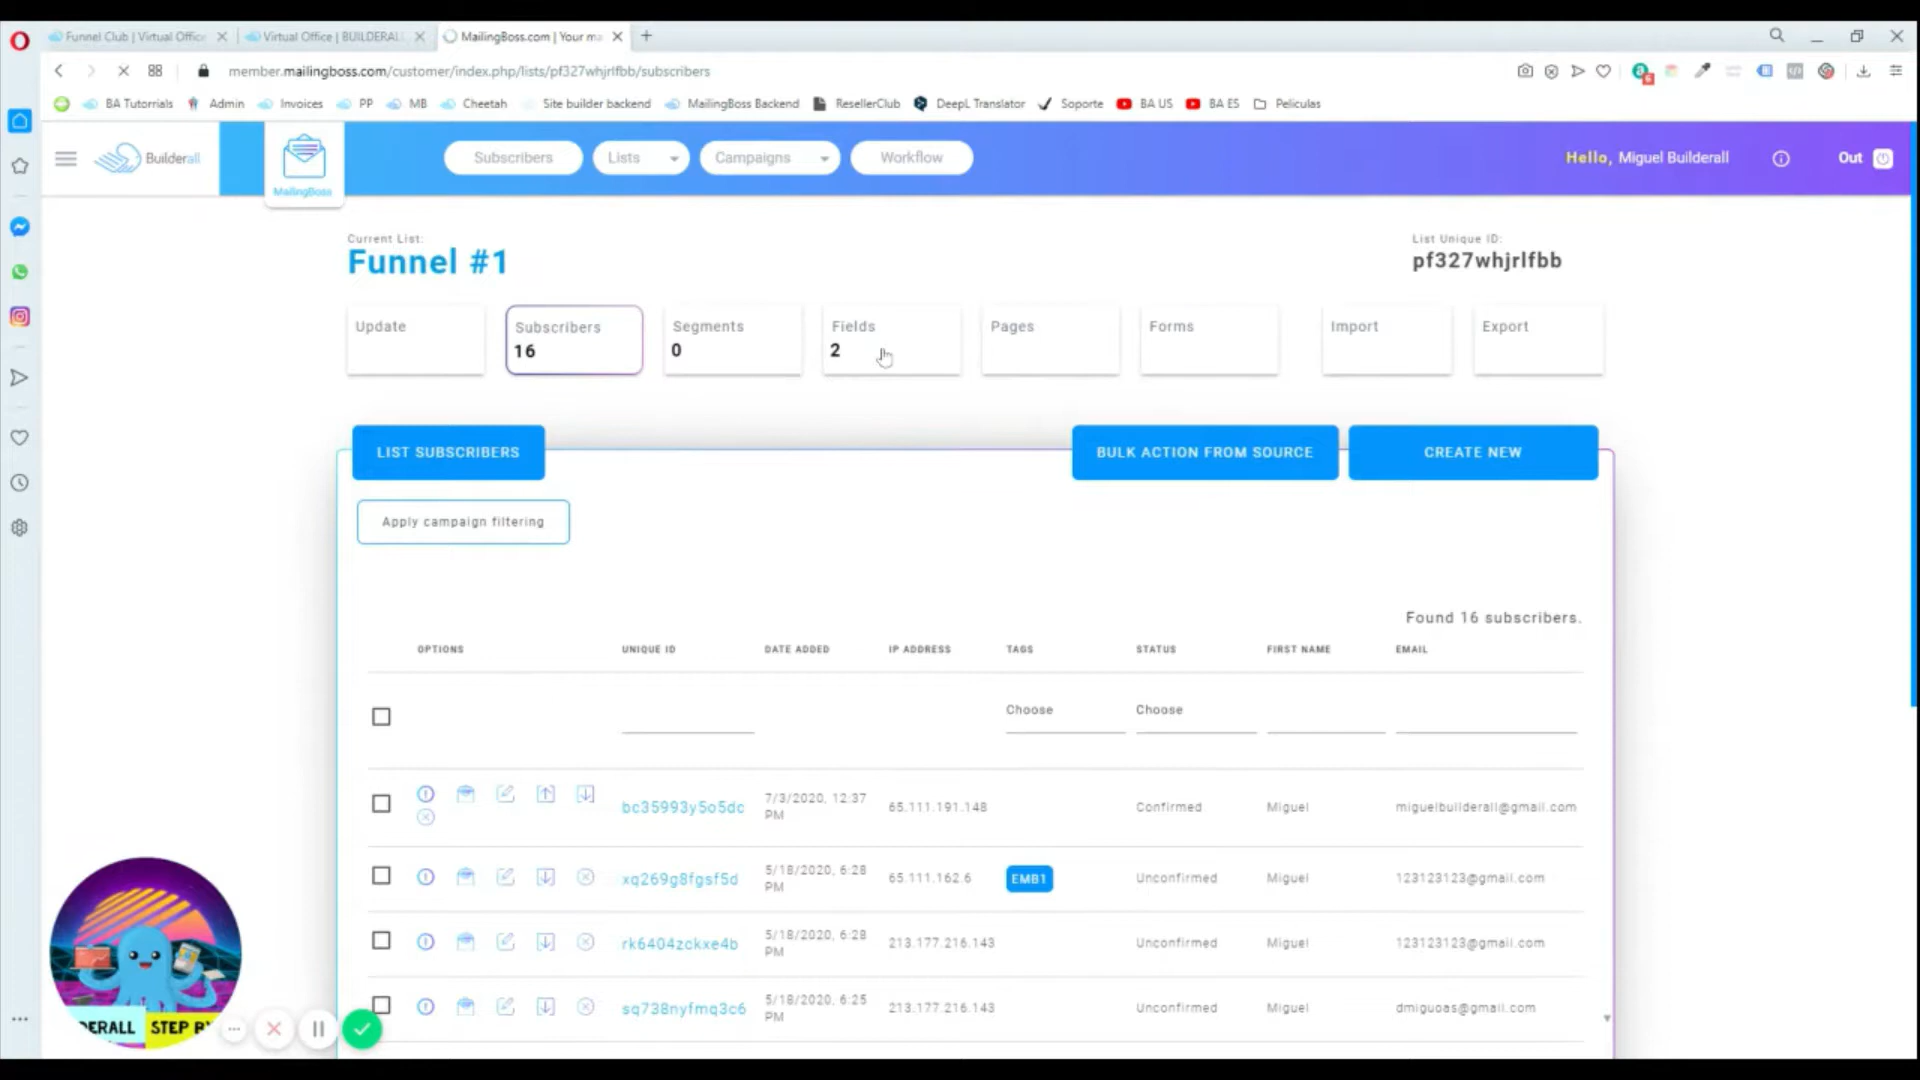 Funnel Club | Virtual Office
Virtual Office | BUILDERALL
MailingBoss.com | Your ma
member.mailingboss.com/customer/index.php/lists/pf327whjrlfbb/subscribers
BA Tutorrials Admin Invoices PP MB Cheetah Site builder backend MailingBoss Backend ResellerClub DeepL Translator Soporte BA US BA ES Peliculas
Builderall
MailingBoss
Subscribers Lists Campaigns Workflow
Hello, Miguel Builderall
Out
Current List:
Funnel #1
List Unique ID:
pf327whjrlfbb
Update Subscribers Segments Fields Pages Forms Import Export
16 0 2
LIST SUBSCRIBERS
BULK ACTION FROM SOURCE
CREATE NEW
Apply campaign filtering
Found 16 subscribers.
OPTIONS UNIQUE ID DATE ADDED IP ADDRESS TAGS STATUS FIRST NAME EMAIL
Choose Choose
bc35993y5o5dc 7/3/2020, 12:37 PM 65.111.191.148 Confirmed Miguel miguelbuilderall@gmail.com
xq269g8fgsf5d 5/18/2020, 6:28 PM 65.111.162.6 EMB1 Unconfirmed Miguel 123123123@gmail.com
rk6404zckxe4b 5/18/2020, 6:28 PM 213.177.216.143 Unconfirmed Miguel 123123123@gmail.com
sq738nyfmq3c6 5/18/2020, 6:25 PM 213.177.216.143 Unconfirmed Miguel dmiguoas@gmail.com
DERALL STEP BY